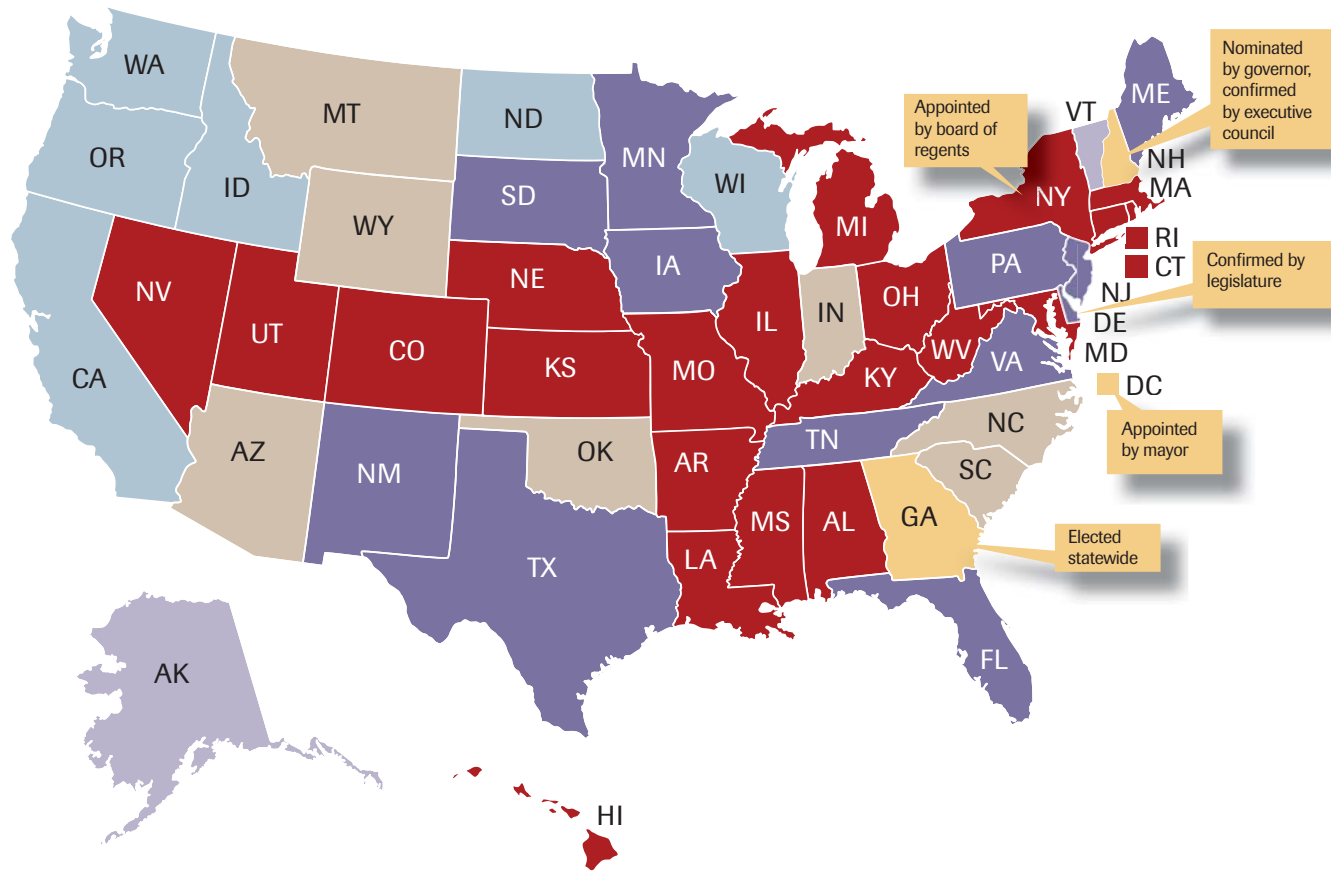 WA
MT
ND
MN
OR
ID
SD
WI
WY
MI
VT
ME
NH
MA
NY
RI
CT
Appointed
by board of
regents
Nominated
by governor,
confirmed
by executive
council
Confirmed by
legislature
NV
UT
CO
NE
IA
IL
IN
OH
PA
NJ
DE
MD
DC
Appointed
by mayor
CA
KS
MO
KY
WV
VA
AZ
NM
OK
AR
TN
NC
SC
TX
LA
MS
AL
GA
Elected
statewide
FL
AK
HI